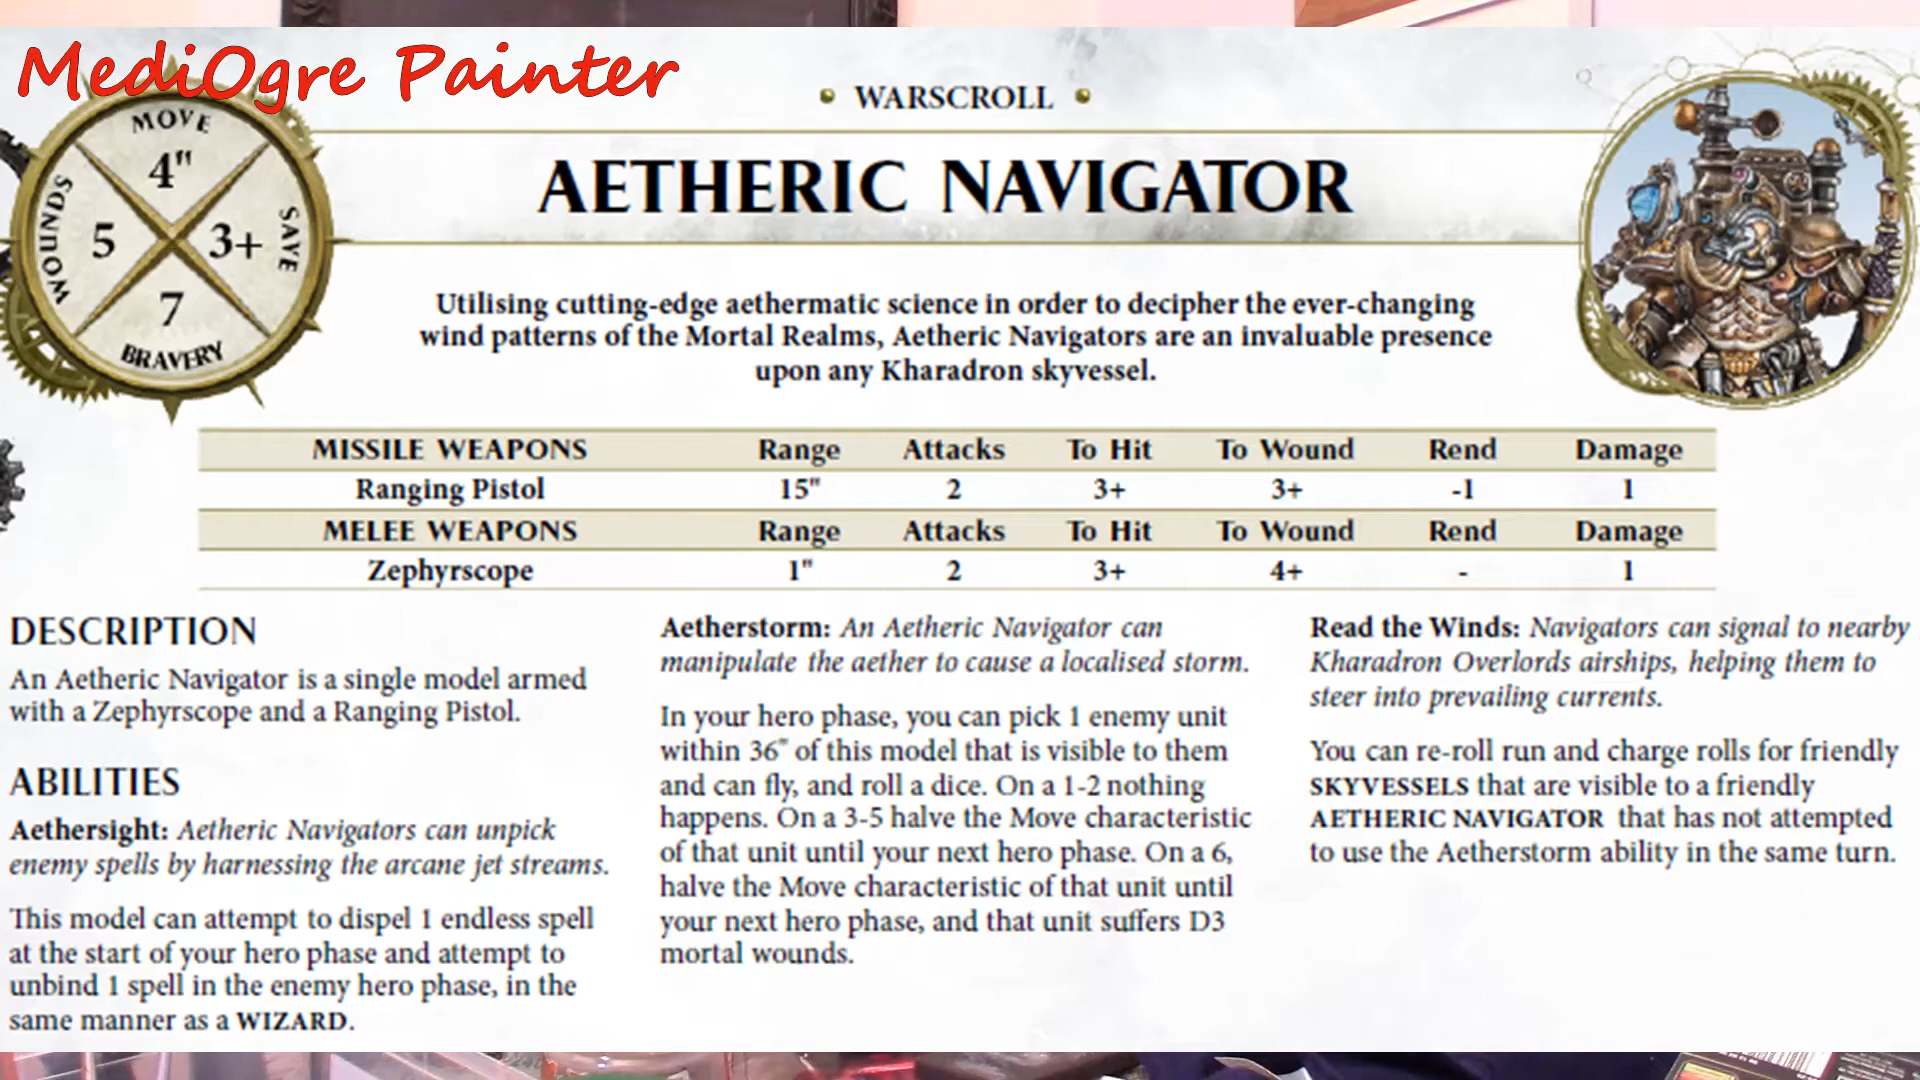 MediOgre Painter
WARSCROLL
AETHERIC NAVIGATOR
MOVE
4"
WOUNDS
5
3+
SAVE
7
BRAVERY
Utilising cutting-edge aethermatic science in order to decipher the ever-changing
wind patterns of the Mortal Realms, Aetheric Navigators are an invaluable presence
upon any Kharadron skyvessel.
MISSILE WEAPONS Range Attacks To Hit To Wound Rend Damage
Ranging Pistol 15" 2 3+ 3+ -1 1
MELEE WEAPONS Range Attacks To Hit To Wound Rend Damage
Zephyrscope 1" 2 3+ 4+ - 1
DESCRIPTION
An Aetheric Navigator is a single model armed
with a Zephyrscope and a Ranging Pistol.
ABILITIES
Aethersight: Aetheric Navigators can unpick
enemy spells by harnessing the arcane jet streams.
This model can attempt to dispel 1 endless spell
at the start of your hero phase and attempt to
unbind 1 spell in the enemy hero phase, in the
same manner as a WIZARD.
Aetherstorm: An Aetheric Navigator can
manipulate the aether to cause a localised storm.
In your hero phase, you can pick 1 enemy unit
within 36" of this model that is visible to them
and can fly, and roll a dice. On a 1-2 nothing
happens. On a 3-5 halve the Move characteristic
of that unit until your next hero phase. On a 6,
halve the Move characteristic of that unit until
your next hero phase, and that unit suffers D3
mortal wounds.
Read the Winds: Navigators can signal to nearby
Kharadron Overlords airships, helping them to
steer into prevailing currents.
You can re-roll run and charge rolls for friendly
SKYVESSELS that are visible to a friendly
AETHERIC NAVIGATOR that has not attempted
to use the Aetherstorm ability in the same turn.